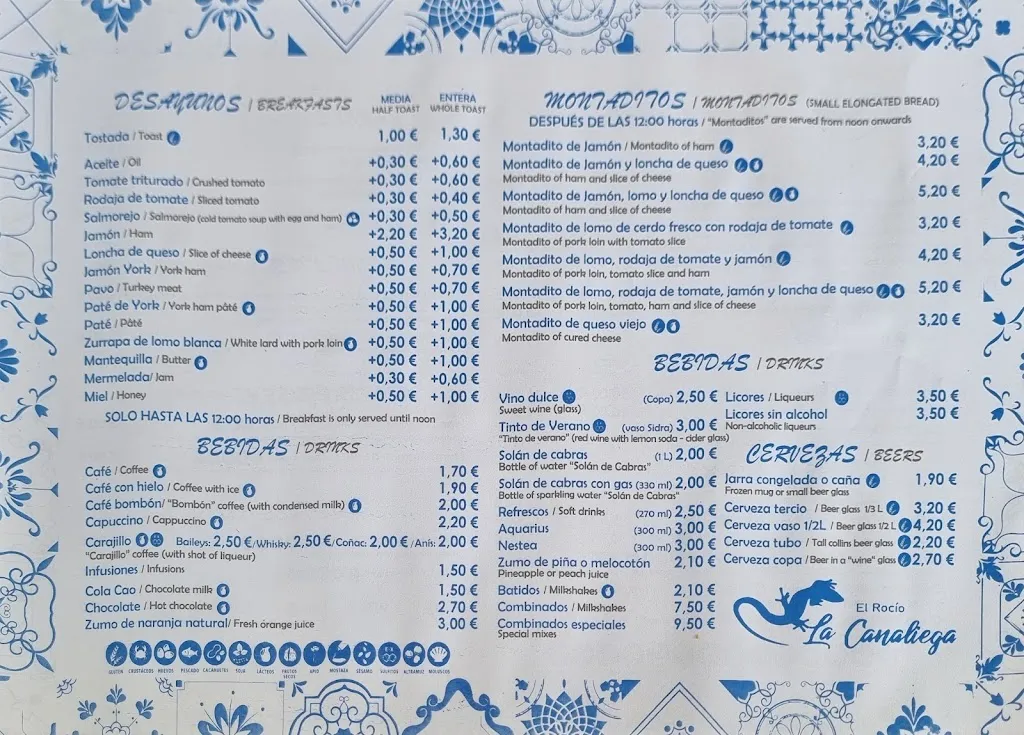 DESAYUNOS / BREAKFASTS MEDIA HALF TOAST ENTERA WHOLE TOAST
Tostada / Toast 1,00 € 1,30 €
Aceite / Oil +0,30 € +0,60 €
Tomate triturado / Crushed tomato +0,30 € +0,60 €
Rodaja de tomate / Sliced tomato +0,30 € +0,40 €
Salmorejo / Salmorejo (cold tomato soup with egg and ham) +0,30 € +0,50 €
Jamón / Ham +2,20 € +3,20 €
Loncha de queso / Slice of cheese +0,50 € +1,00 €
Jamón York / York ham +0,50 € +0,70 €
Pavo / Turkey meat +0,50 € +0,70 €
Paté de York / York ham pâté +0,50 € +1,00 €
Paté / Pâté +0,50 € +1,00 €
Zurrapa de lomo blanca / White lard with pork loin +0,50 € +1,00 €
Mantequilla / Butter +0,50 € +1,00 €
Mermelada/ Jam +0,30 € +0,60 €
Miel / Honey +0,50 € +1,00 €
SOLO HASTA LAS 12:00 horas / Breakfast is only served until noon
BEBIDAS / DRINKS
Café / Coffee 1,70 €
Café con hielo / Coffee with ice 1,90 €
Café bombón/ "Bombón" coffee (with condensed milk) 2,00 €
Capuccino / Cappuccino 2,20 €
Carajillo Baileys: 2,50 €/Whisky: 2,50 €/Coñac: 2,00 €/Anís: 2,00 €
"Carajillo" coffee (with shot of liqueur)
Infusiones / Infusions 1,50 €
Cola Cao / Chocolate milk 1,50 €
Chocolate / Hot chocolate 2,70 €
Zumo de naranja natural/ Fresh orange juice 3,00 €
GLUTEN CRUSTÁCEOS HUEVOS PESCADO CACAHUETES SOJA LÁCTEOS FRUTOS SECOS APIO MOSTAZA SÉSAMO SULFITOS ALTRAMUZ MOLUSCOS
MONTADITOS / MONTADITOS (SMALL ELONGATED BREAD)
DESPUÉS DE LAS 12:00 horas / "Montaditos" are served from noon onwards
Montadito de Jamón / Montadito of ham 3,20 €
Montadito de Jamón y loncha de queso 4,20 €
Montadito of ham and slice of cheese
Montadito de Jamón, lomo y loncha de queso 5,20 €
Montadito of ham and slice of cheese
Montadito de lomo de cerdo fresco con rodaja de tomate 3,20 €
Montadito of pork loin with tomato slice
Montadito de lomo, rodaja de tomate y jamón 4,20 €
Montadito of pork loin, tomato slice and ham
Montadito de lomo, rodaja de tomate, jamón y loncha de queso 5,20 €
Montadito of pork loin, tomato, ham and slice of cheese
Montadito de queso viejo 3,20 €
Montadito of cured cheese
BEBIDAS / DRINKS
Vino dulce (Copa) 2,50 €
Sweet wine (glass)
Tinto de Verano (vaso Sidra) 3,00 €
"Tinto de verano" (red wine with lemon soda - cider glass)
Solán de cabras (1 L) 2,00 €
Bottle of water "Solán de Cabras"
Solán de cabras con gas (330 ml) 2,00 €
Bottle of sparkling water "Solán de Cabras"
Refrescos / Soft drinks (270 ml) 2,50 €
Aquarius (300 ml) 3,00 €
Nestea (300 ml) 3,00 €
Zumo de piña o melocotón 2,10 €
Pineapple or peach juice
Batidos / Milkshakes 2,10 €
Combinados / Milkshakes 7,50 €
Combinados especiales 9,50 €
Special mixes
Licores / Liqueurs 3,50 €
Licores sin alcohol 3,50 €
Non-alcoholic liqueurs
CERVEZAS / BEERS
Jarra congelada o caña 1,90 €
Frozen mug or small beer glass
Cerveza tercio / Beer glass 1/3 L 3,20 €
Cerveza vaso 1/2L / Beer glass 1/2 L 4,20 €
Cerveza tubo / Tall collins beer glass 2,20 €
Cerveza copa / Beer in a "wine" glass 2,70 €
El Rocío
La Canaliega